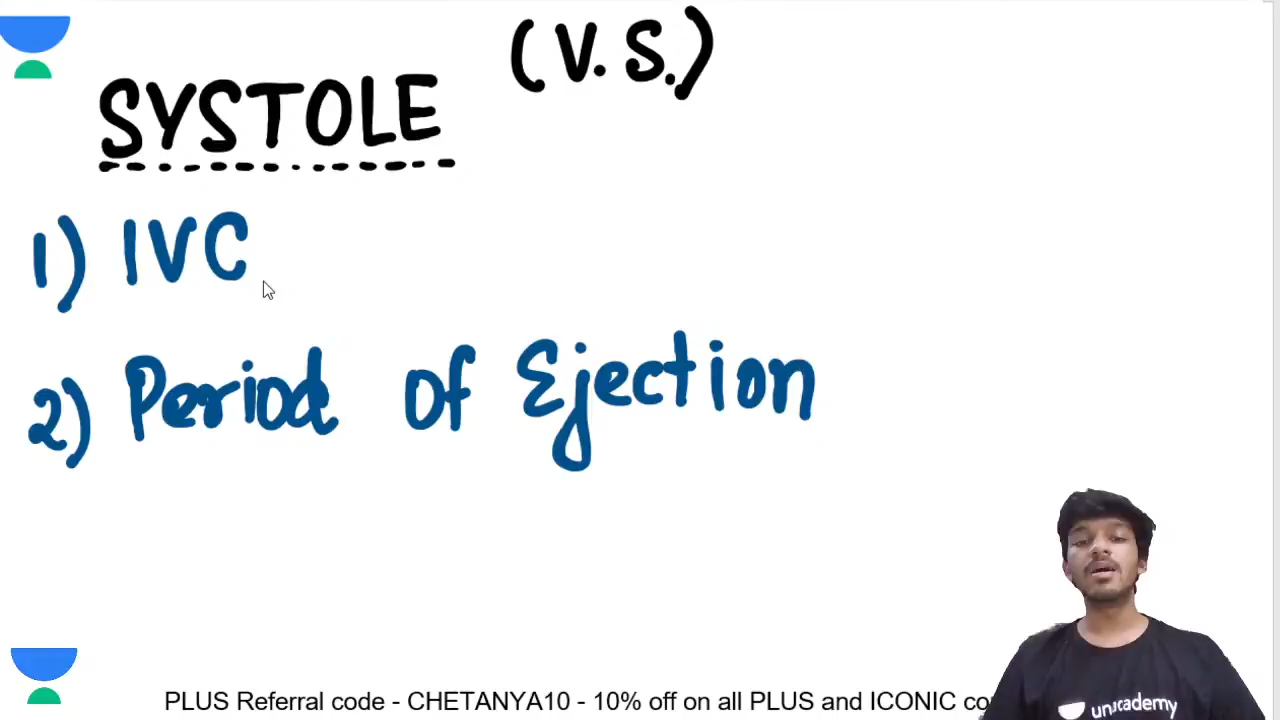 (V. S.)
SYSTOLE
1) IVC
2) Period of Ejection
unacademy
PLUS Referral code - CHETANYA10 - 10% off on all PLUS and ICONIC